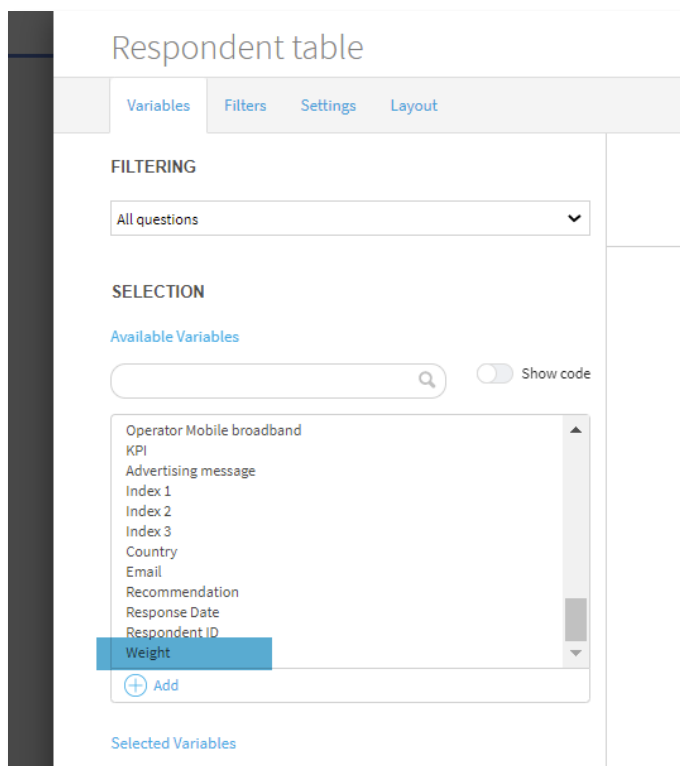 Respondent table
Variables Filters Settings Layout
FILTERING
All questions
SELECTION
Available Variables
Show code
Operator Mobile broadband
KPI
Advertising message
Index 1
Index 2
Index 3
Country
Email
Recommendation
Response Date
Respondent ID
Weight
Add
Selected Variables